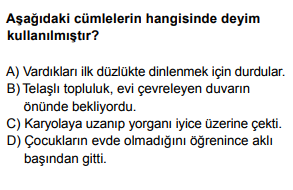 Aşağıdaki cümlelerin hangisinde deyim
kullanılmıştır?
A) Vardıkları ilk düzlükte dinlenmek için durdular.
B) Telaşlı topluluk, evi çevreleyen duvarın
önünde bekliyordu.
C) Karyolaya uzanıp yorganı iyice üzerine çekti.
D) Çocukların evde olmadığını öğrenince aklı
başından gitti.